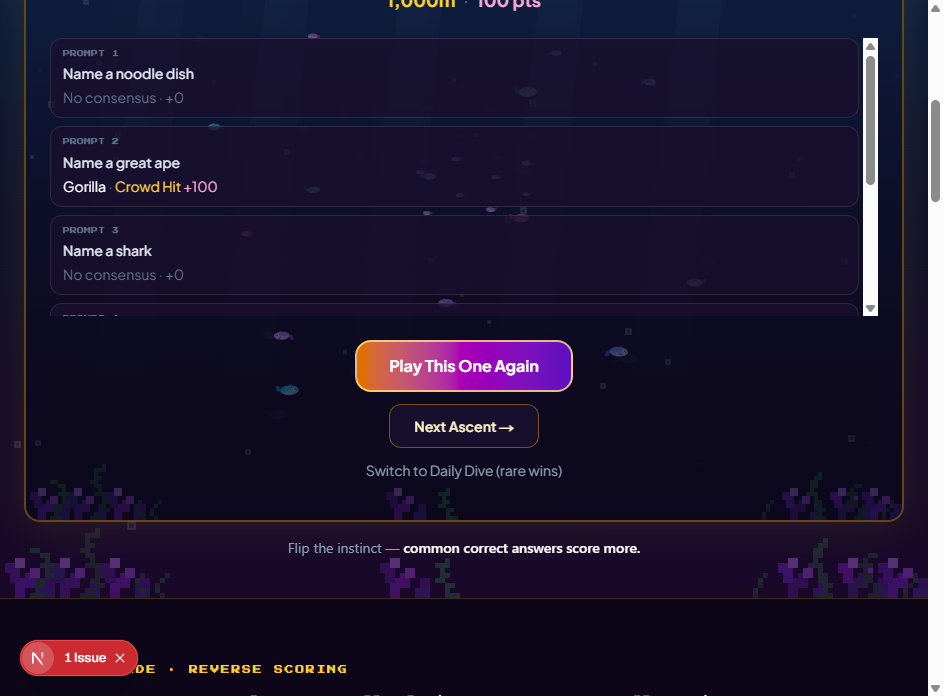 1,000m · 100 pts
PROMPT 1
Name a noodle dish
No consensus · +0
PROMPT 2
Name a great ape
Gorilla · Crowd Hit +100
PROMPT 3
Name a shark
No consensus · +0
Play This One Again
Next Ascent →
Switch to Daily Dive (rare wins)
Flip the instinct — common correct answers score more.
N 1 Issue ×
· REVERSE SCORING